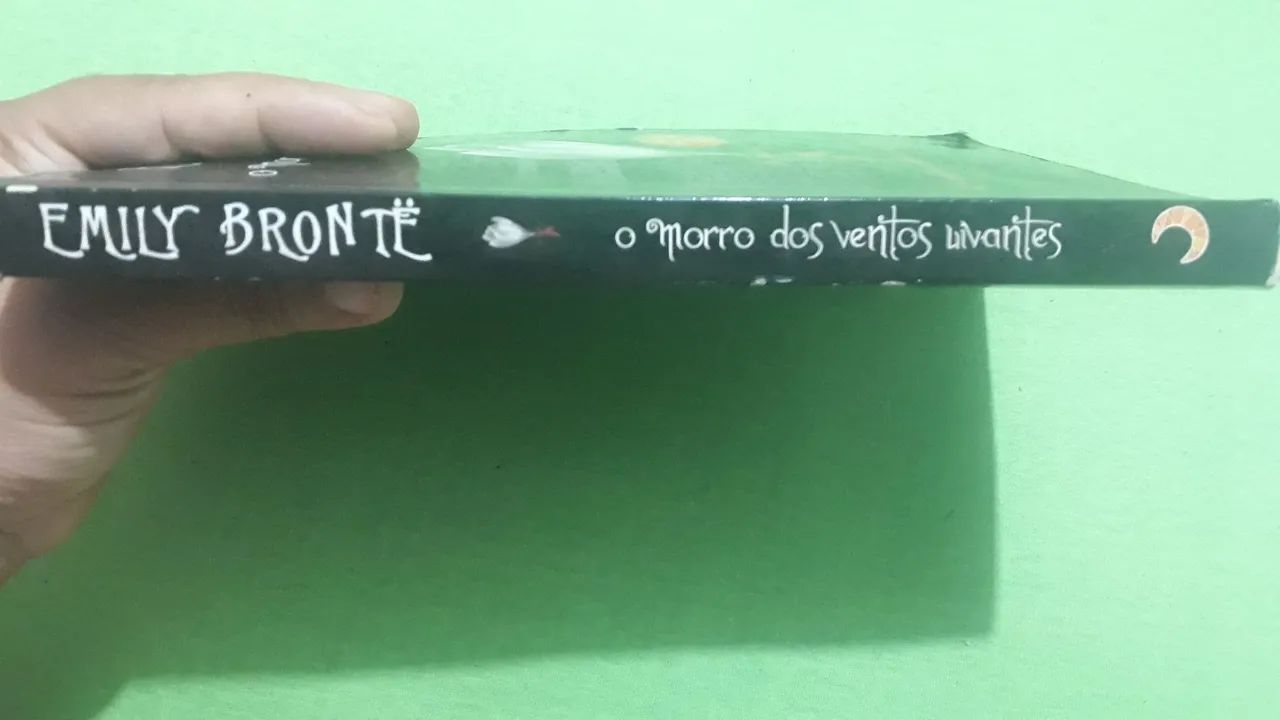 EMILY BRONTË
o morro dos ventos uivantes